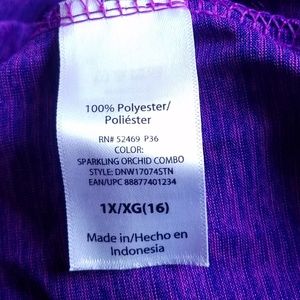 100% Polyester/
Poliéster
RN# 52469 P36
COLOR:
SPARKLING ORCHID COMBO
STYLE: DNW17074STN
EAN/UPC 88877401234
1X/XG(16)
Made in/Hecho en
Indonesia